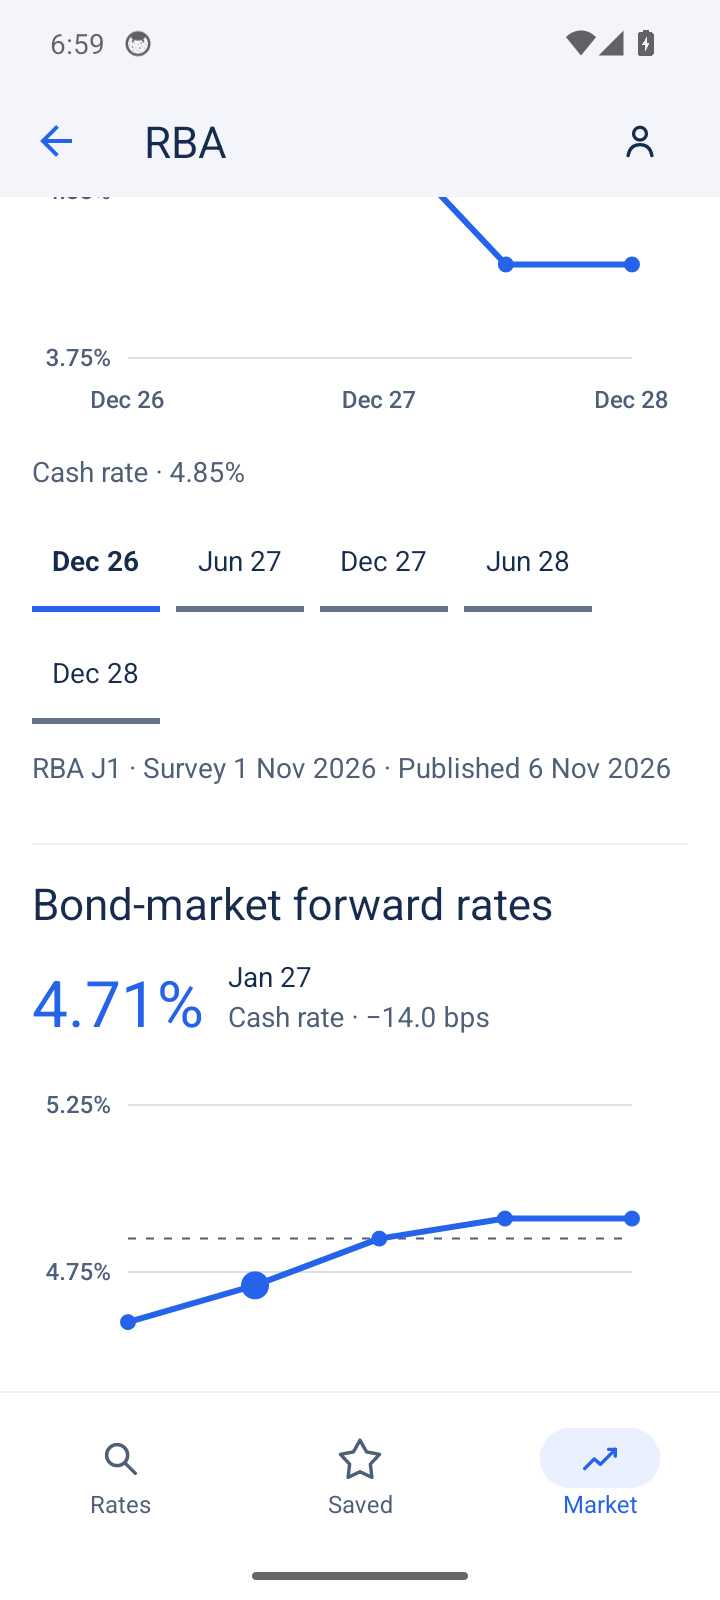 6:59
RBA
3.75%
Dec 26 Dec 27 Dec 28
Cash rate · 4.85%
Dec 26 Jun 27 Dec 27 Jun 28
Dec 28
RBA J1 · Survey 1 Nov 2026 · Published 6 Nov 2026
Bond-market forward rates
4.71% Jan 27
Cash rate · −14.0 bps
5.25%
4.75%
Rates Saved Market